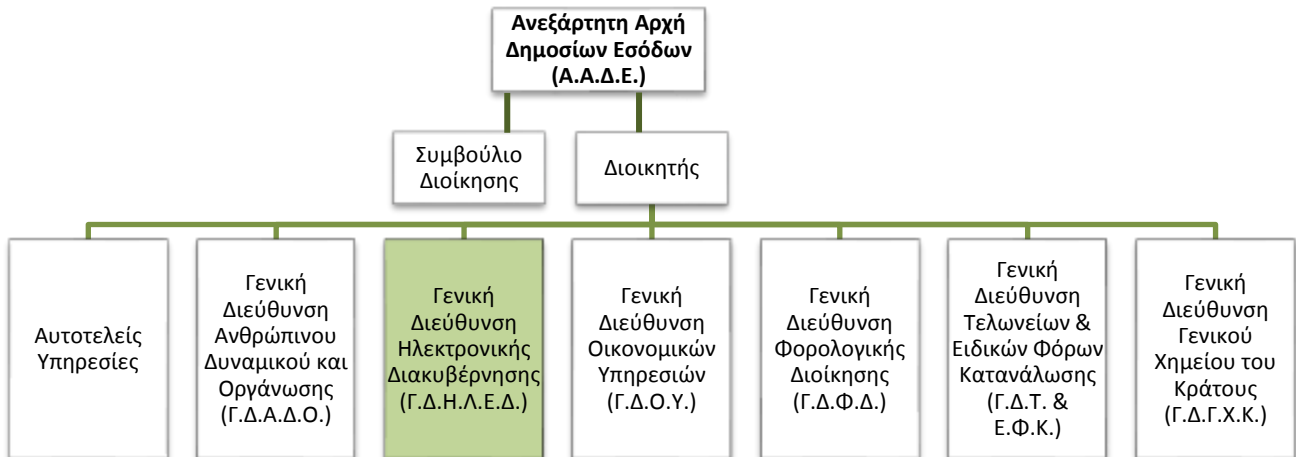 Ανεξάρτητη Αρχή
Δημοσίων Εσόδων
(Α.Α.Δ.Ε.)
Συμβούλιο
Διοίκησης
Διοικητής
Αυτοτελείς
Υπηρεσίες
Γενική
Διεύθυνση
Ανθρώπινου
Δυναμικού και
Οργάνωσης
(Γ.Δ.Α.Δ.Ο.)
Γενική
Διεύθυνση
Ηλεκτρονικής
Διακυβέρνησης
(Γ.Δ.Η.Λ.Ε.Δ.)
Γενική
Διεύθυνση
Οικονομικών
Υπηρεσιών
(Γ.Δ.Ο.Υ.)
Γενική
Διεύθυνση
Φορολογικής
Διοίκησης
(Γ.Δ.Φ.Δ.)
Γενική
Διεύθυνση
Τελωνείων &
Ειδικών Φόρων
Κατανάλωσης
(Γ.Δ.Τ. &
Ε.Φ.Κ.)
Γενική
Διεύθυνση
Γενικού
Χημείου του
Κράτους
(Γ.Δ.Γ.Χ.Κ.)